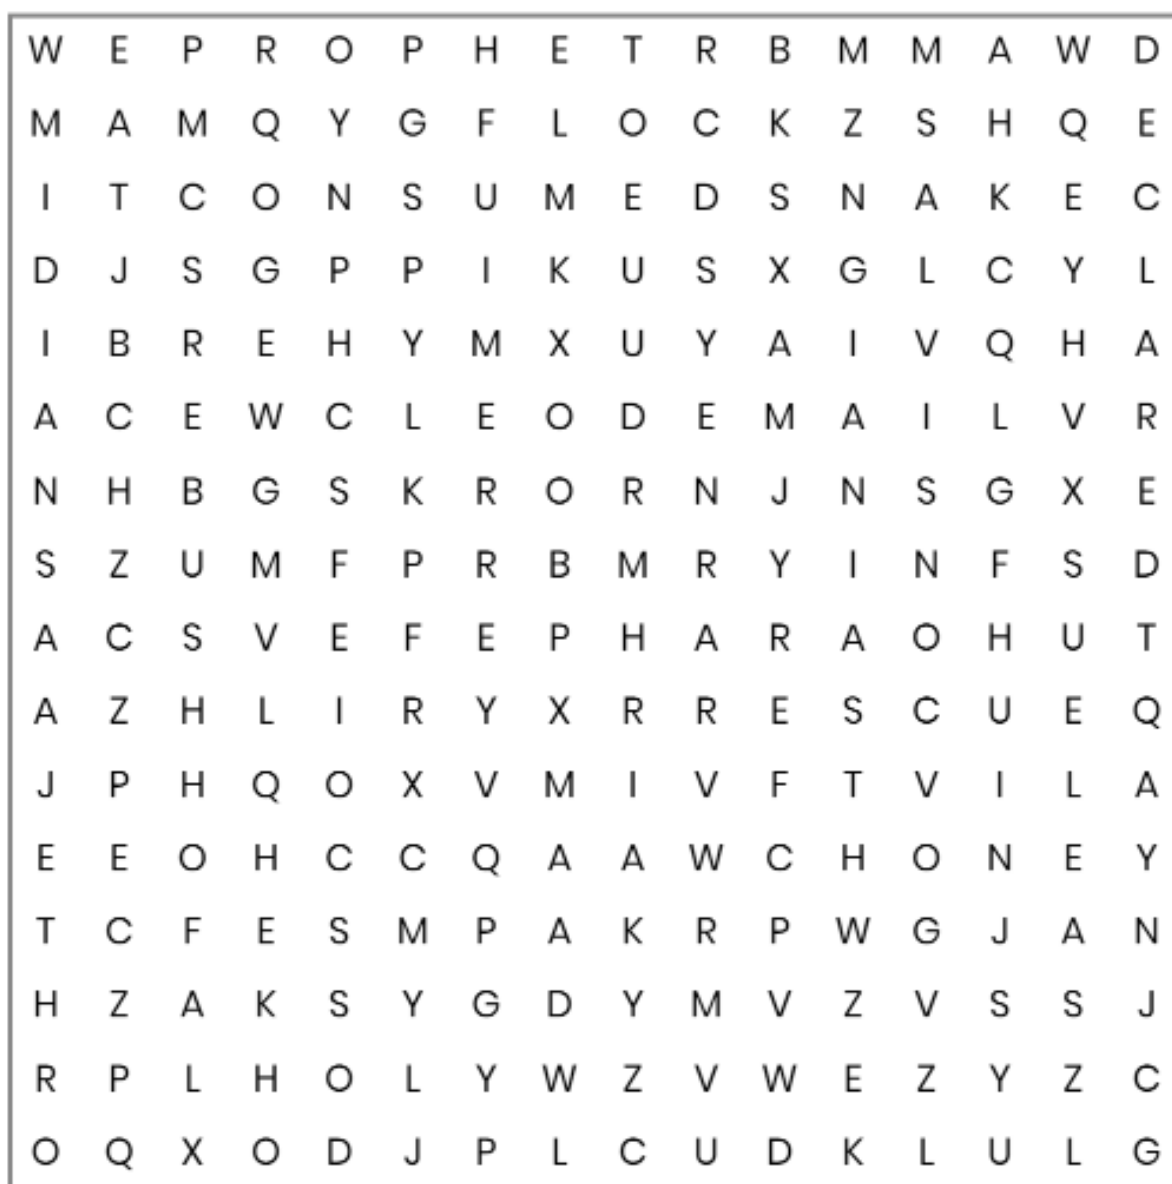 W E P R O P H E T R B M M A W D
M A M Q Y G F L O C K Z S H Q E
I T C O N S U M E D S N A K E C
D J S G P P I K U S X G L C Y L
I B R E H Y M X U Y A I V Q H A
A C E W C L E O D E M A I L V R
N H B G S K R O R N J N S G X E
S Z U M F P R B M R Y I N F S D
A C S V E F E P H A R A O H U T
A Z H L I R Y X R R E S C U E Q
J P H Q O X V M I V F T V I L A
E E O H C C Q A A W C H O N E Y
T C F E S M P A K R P W G J A N
H Z A K S Y G D Y M V Z V S S J
R P L H O L Y W Z V W E Z Y Z C
O Q X O D J P L C U D K L U L G